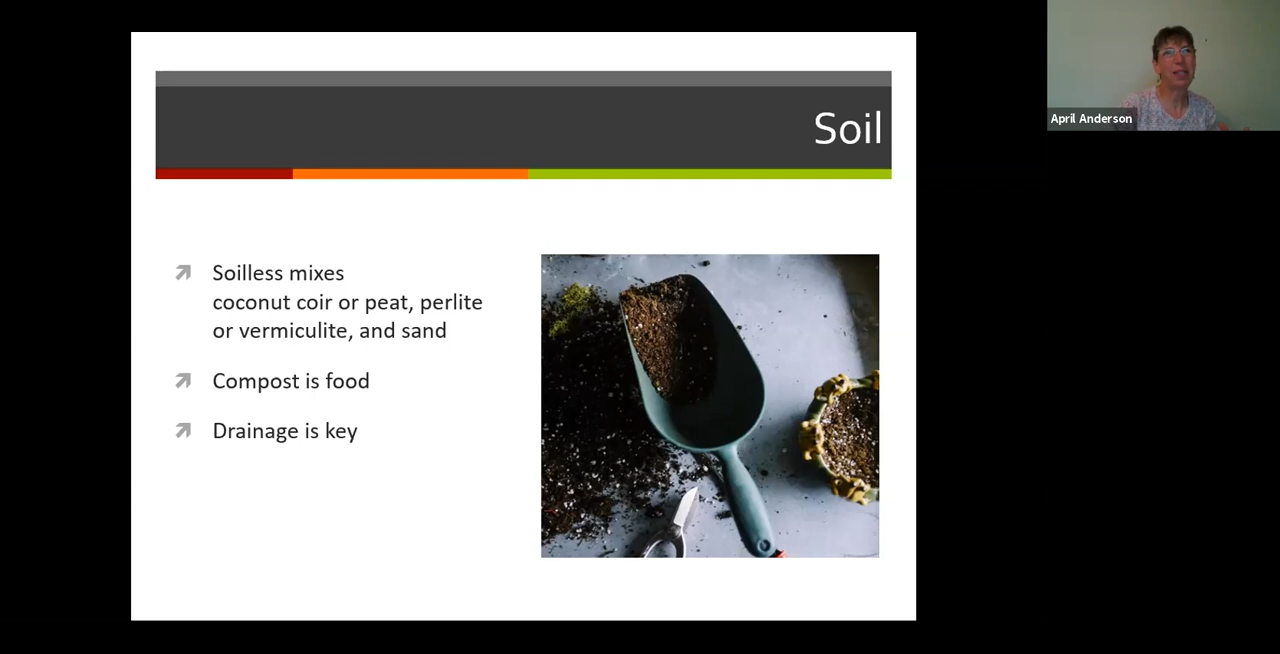 Soil
April Anderson
Soilless mixes
coconut coir or peat, perlite
or vermiculite, and sand
Compost is food
Drainage is key